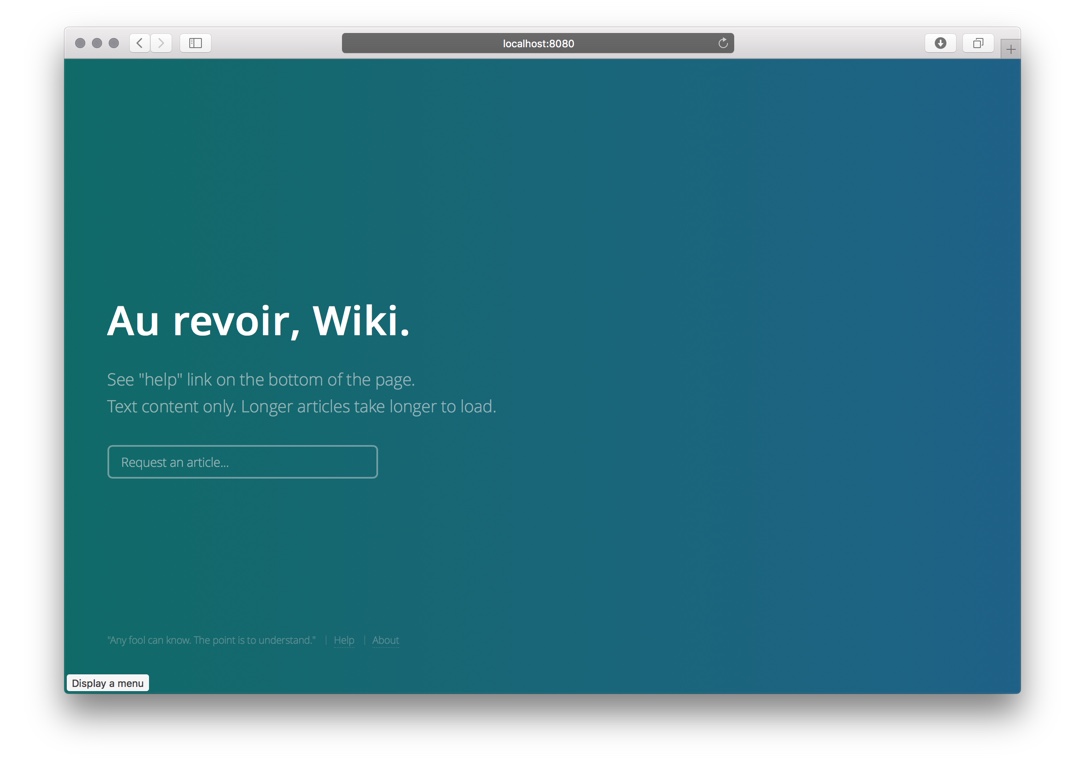 localhost:8080
Au revoir, Wiki.
See "help" link on the bottom of the page.
Text content only. Longer articles take longer to load.
Request an article...
"Any fool can know. The point is to understand." | Help | About
Display a menu